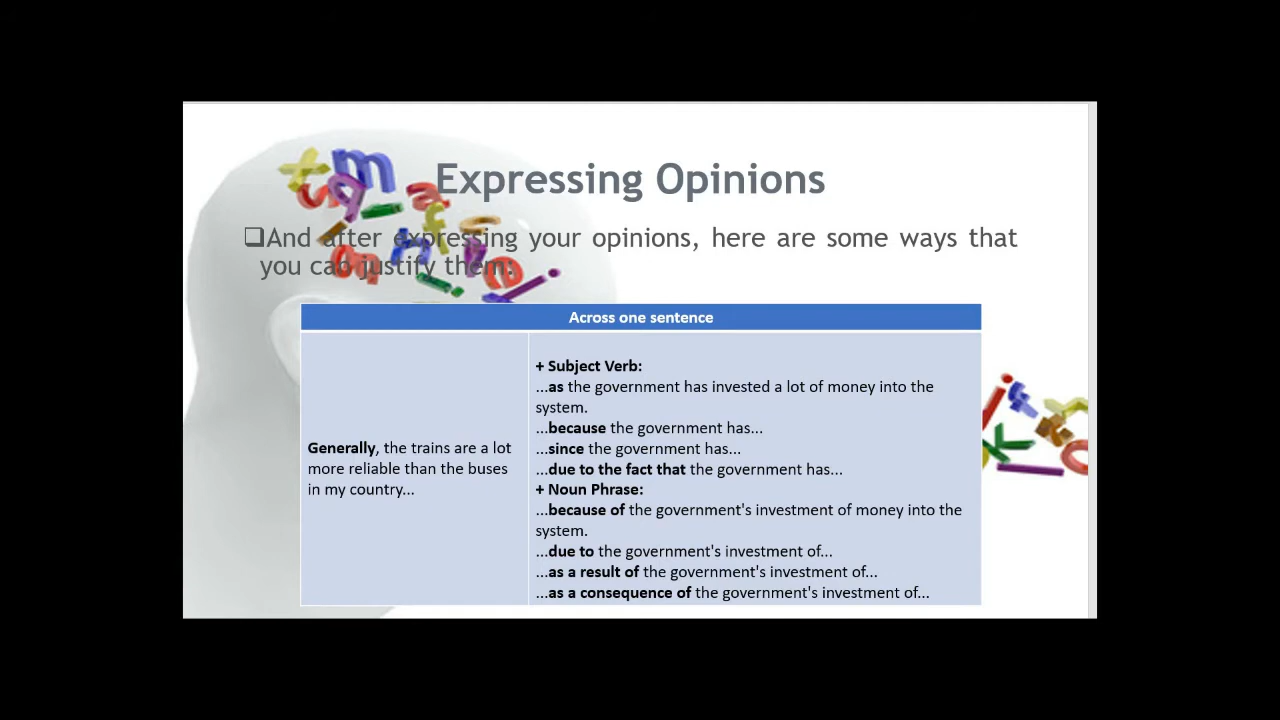 Expressing Opinions
❑And after expressing your opinions, here are some ways that
you can justify them:
Across one sentence
Generally, the trains are a lot
more reliable than the buses
in my country...
+ Subject Verb:
...as the government has invested a lot of money into the
system.
...because the government has...
...since the government has...
...due to the fact that the government has...
+ Noun Phrase:
...because of the government's investment of money into the
system.
...due to the government's investment of...
...as a result of the government's investment of...
...as a consequence of the government's investment of...